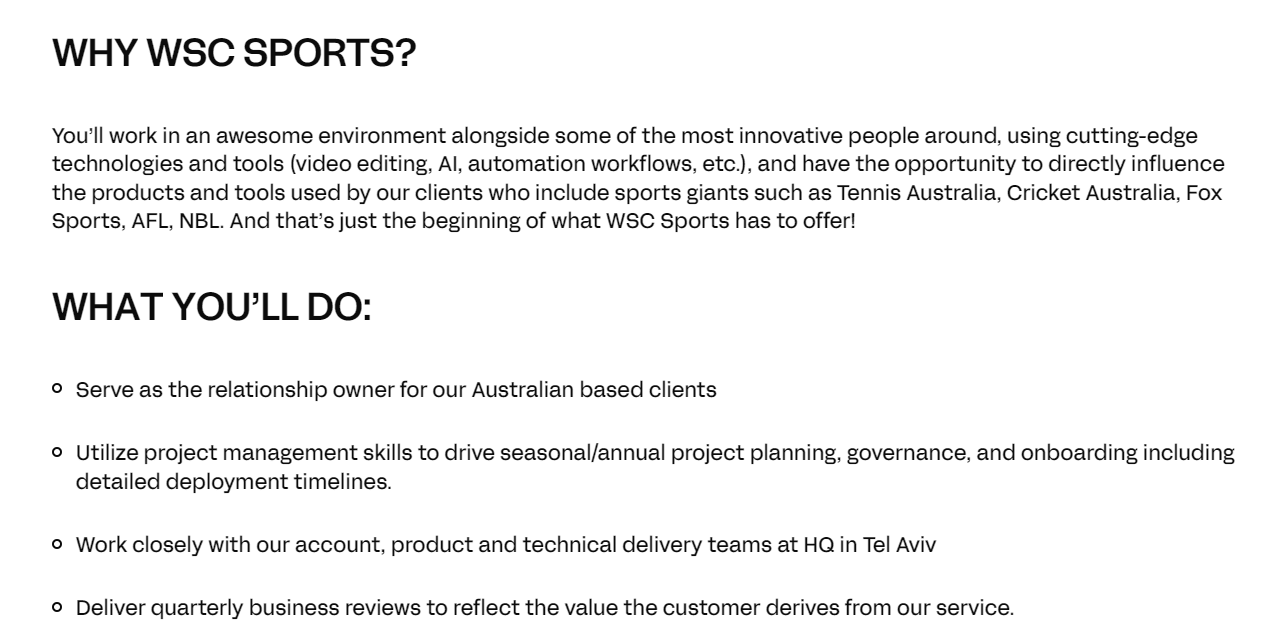 WHY WSC SPORTS?
You’ll work in an awesome environment alongside some of the most innovative people around, using cutting-edge
technologies and tools (video editing, AI, automation workflows, etc.), and have the opportunity to directly influence
the products and tools used by our clients who include sports giants such as Tennis Australia, Cricket Australia, Fox
Sports, AFL, NBL. And that’s just the beginning of what WSC Sports has to offer!
WHAT YOU’LL DO:
Serve as the relationship owner for our Australian based clients
Utilize project management skills to drive seasonal/annual project planning, governance, and onboarding including
detailed deployment timelines.
Work closely with our account, product and technical delivery teams at HQ in Tel Aviv
Deliver quarterly business reviews to reflect the value the customer derives from our service.